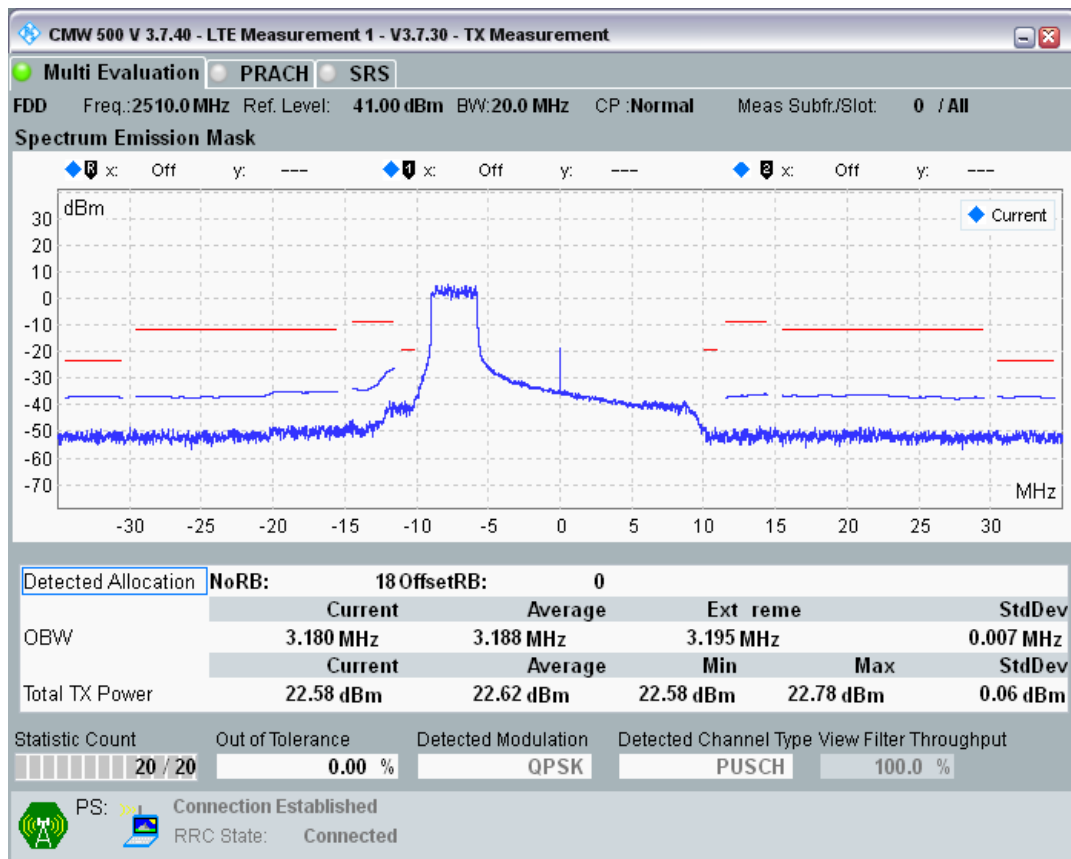 CMW 500 V 3.7.40 - LTE Measurement 1 - V3.7.30 - TX Measurement
Multi Evaluation PRACH SRS
FDD Freq.:2510.0MHz Ref. Level: 41.00 dBm BW:20.0 MHz CP :Normal Meas Subfr./Slot: 0 / All
Spectrum Emission Mask
R x: Off y: --- 1 x: Off y: --- 2 x: Off y: ---
dBm
Current
30
20
10
0
-10
-20
-30
-40
-50
-60
-70
MHz
-30 -25 -20 -15 -10 -5 0 5 10 15 20 25 30
Detected Allocation NoRB: 18 OffsetRB: 0
Current Average Ext reme StdDev
OBW 3.180 MHz 3.188 MHz 3.195 MHz 0.007 MHz
Current Average Min Max StdDev
Total TX Power 22.58 dBm 22.62 dBm 22.58 dBm 22.78 dBm 0.06 dBm
Statistic Count Out of Tolerance Detected Modulation Detected Channel Type View Filter Throughput
20 / 20 0.00 % QPSK PUSCH 100.0 %
PS: Connection Established
RRC State: Connected